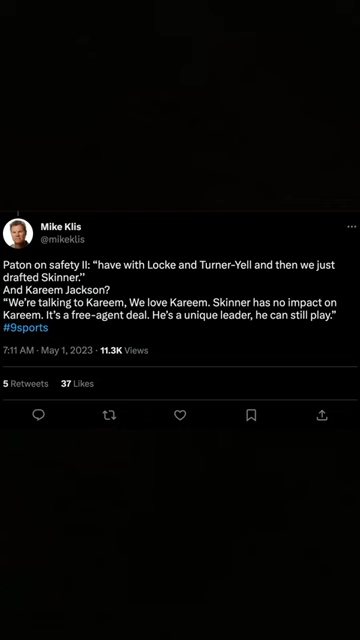 Mike Klis
@mikeklis
Paton on safety II: “have with Locke and Turner-Yell and then we just
drafted Skinner.”
And Kareem Jackson?
“We’re talking to Kareem, We love Kareem. Skinner has no impact on
Kareem. It’s a free-agent deal. He’s a unique leader, he can still play.”
#9sports
7:11 AM · May 1, 2023 · 11.3K Views
5 Retweets 37 Likes